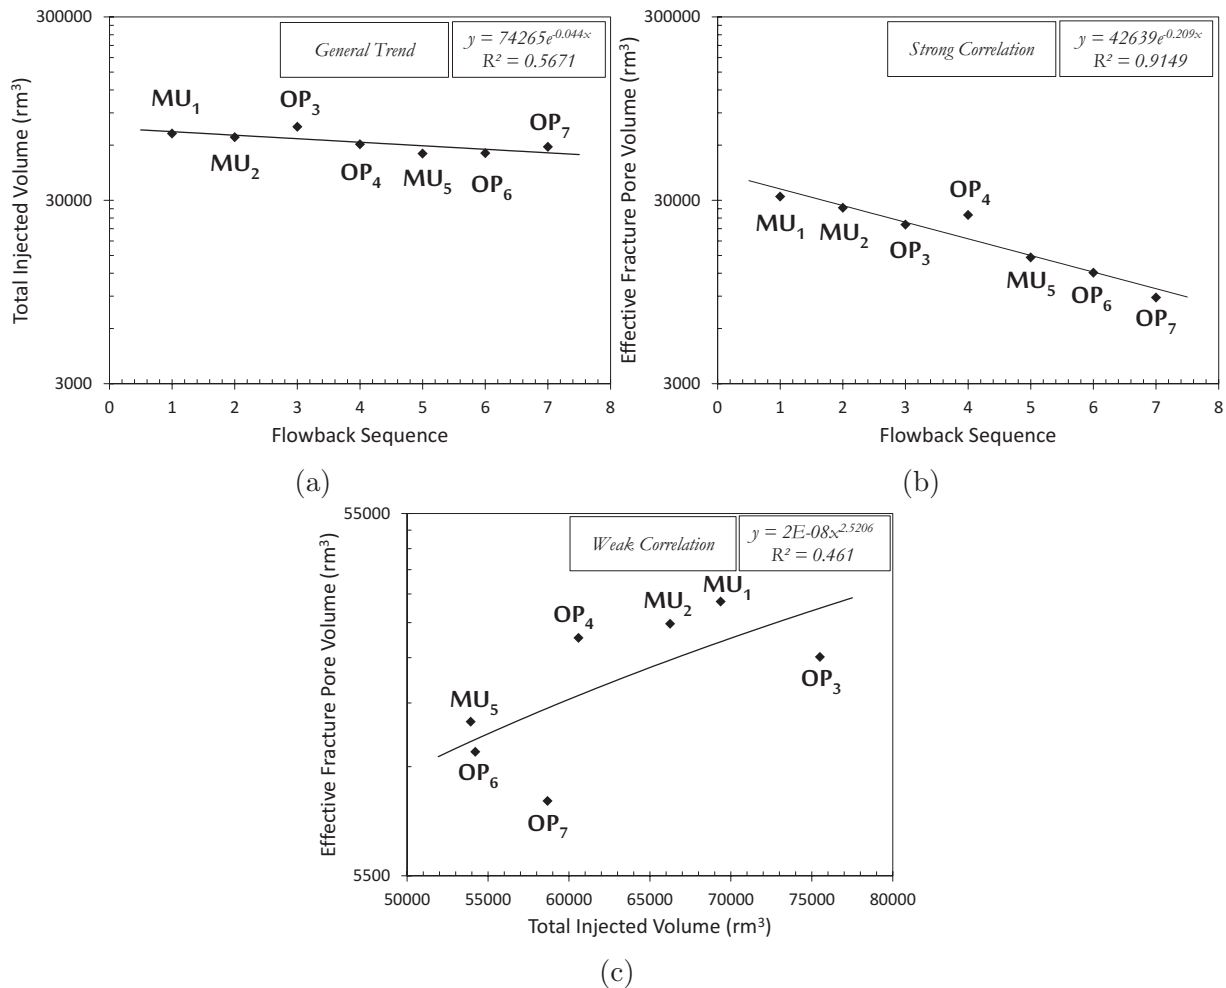 300000
30000
3000
Total Injected Volume (rm³)
General Trend
y = 74265e^-0.044x
R² = 0.5671
MU₁
MU₂
OP₃
OP₄
MU₅
OP₆
OP₇
0 1 2 3 4 5 6 7 8
Flowback Sequence
(a)
300000
30000
3000
Effective Fracture Pore Volume (rm³)
Strong Correlation
y = 42639e^-0.209x
R² = 0.9149
MU₁
MU₂
OP₃
OP₄
MU₅
OP₆
OP₇
0 1 2 3 4 5 6 7 8
Flowback Sequence
(b)
55000
5500
Effective Fracture Pore Volume (rm³)
Weak Correlation
y = 2E-08x^2.5206
R² = 0.461
MU₁
MU₂
OP₄
OP₃
MU₅
OP₆
OP₇
50000 55000 60000 65000 70000 75000 80000
Total Injected Volume (rm³)
(c)